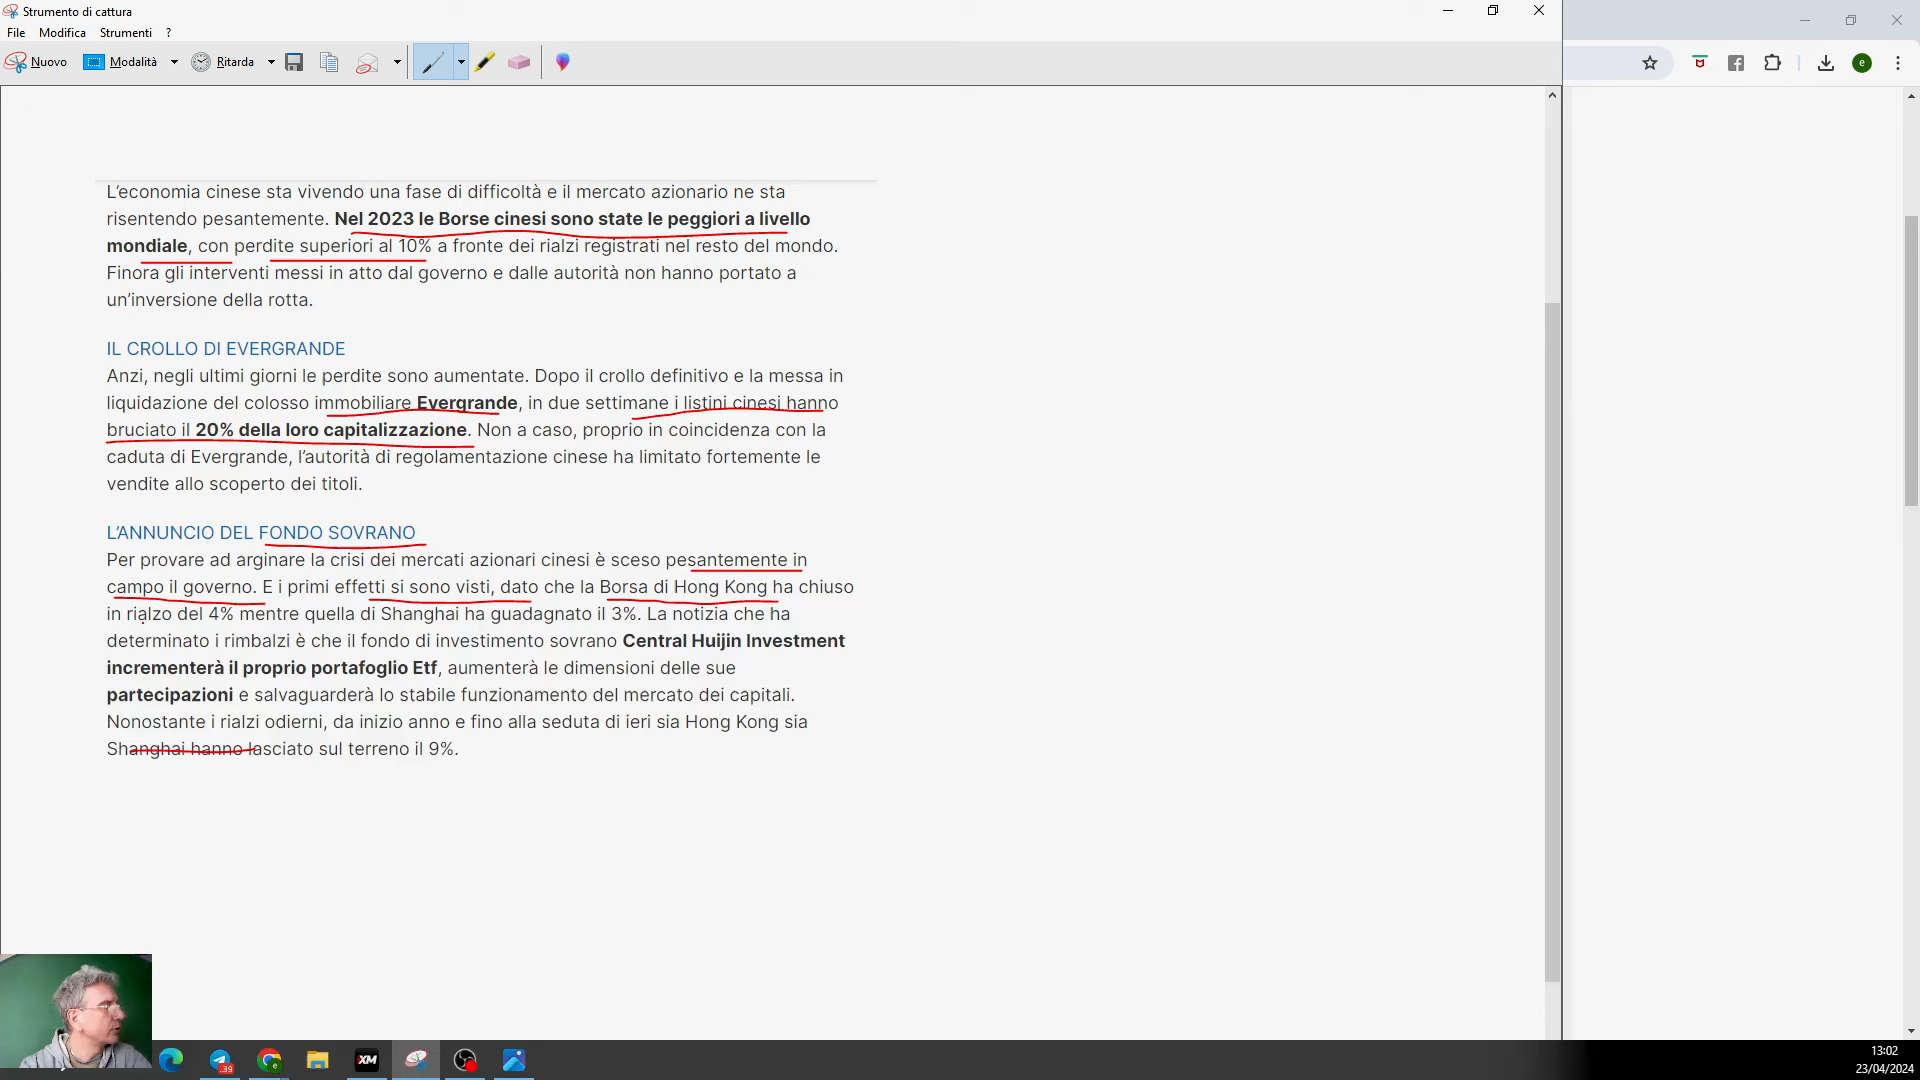 Strumento di cattura
File Modifica Strumenti ?
Nuovo Modalità Ritarda
e
L'economia cinese sta vivendo una fase di difficoltà e il mercato azionario ne sta
risentendo pesantemente. Nel 2023 le Borse cinesi sono state le peggiori a livello
mondiale, con perdite superiori al 10% a fronte dei rialzi registrati nel resto del mondo.
Finora gli interventi messi in atto dal governo e dalle autorità non hanno portato a
un'inversione della rotta.
IL CROLLO DI EVERGRANDE
Anzi, negli ultimi giorni le perdite sono aumentate. Dopo il crollo definitivo e la messa in
liquidazione del colosso immobiliare Evergrande, in due settimane i listini cinesi hanno
bruciato il 20% della loro capitalizzazione. Non a caso, proprio in coincidenza con la
caduta di Evergrande, l'autorità di regolamentazione cinese ha limitato fortemente le
vendite allo scoperto dei titoli.
L'ANNUNCIO DEL FONDO SOVRANO
Per provare ad arginare la crisi dei mercati azionari cinesi è sceso pesantemente in
campo il governo. E i primi effetti si sono visti, dato che la Borsa di Hong Kong ha chiuso
in rialzo del 4% mentre quella di Shanghai ha guadagnato il 3%. La notizia che ha
determinato i rimbalzi è che il fondo di investimento sovrano Central Huijin Investment
incrementerà il proprio portafoglio Etf, aumenterà le dimensioni delle sue
partecipazioni e salvaguarderà lo stabile funzionamento del mercato dei capitali.
Nonostante i rialzi odierni, da inizio anno e fino alla seduta di ieri sia Hong Kong sia
Shanghai hanno lasciato sul terreno il 9%.
39
e
XM
13:02
23/04/2024